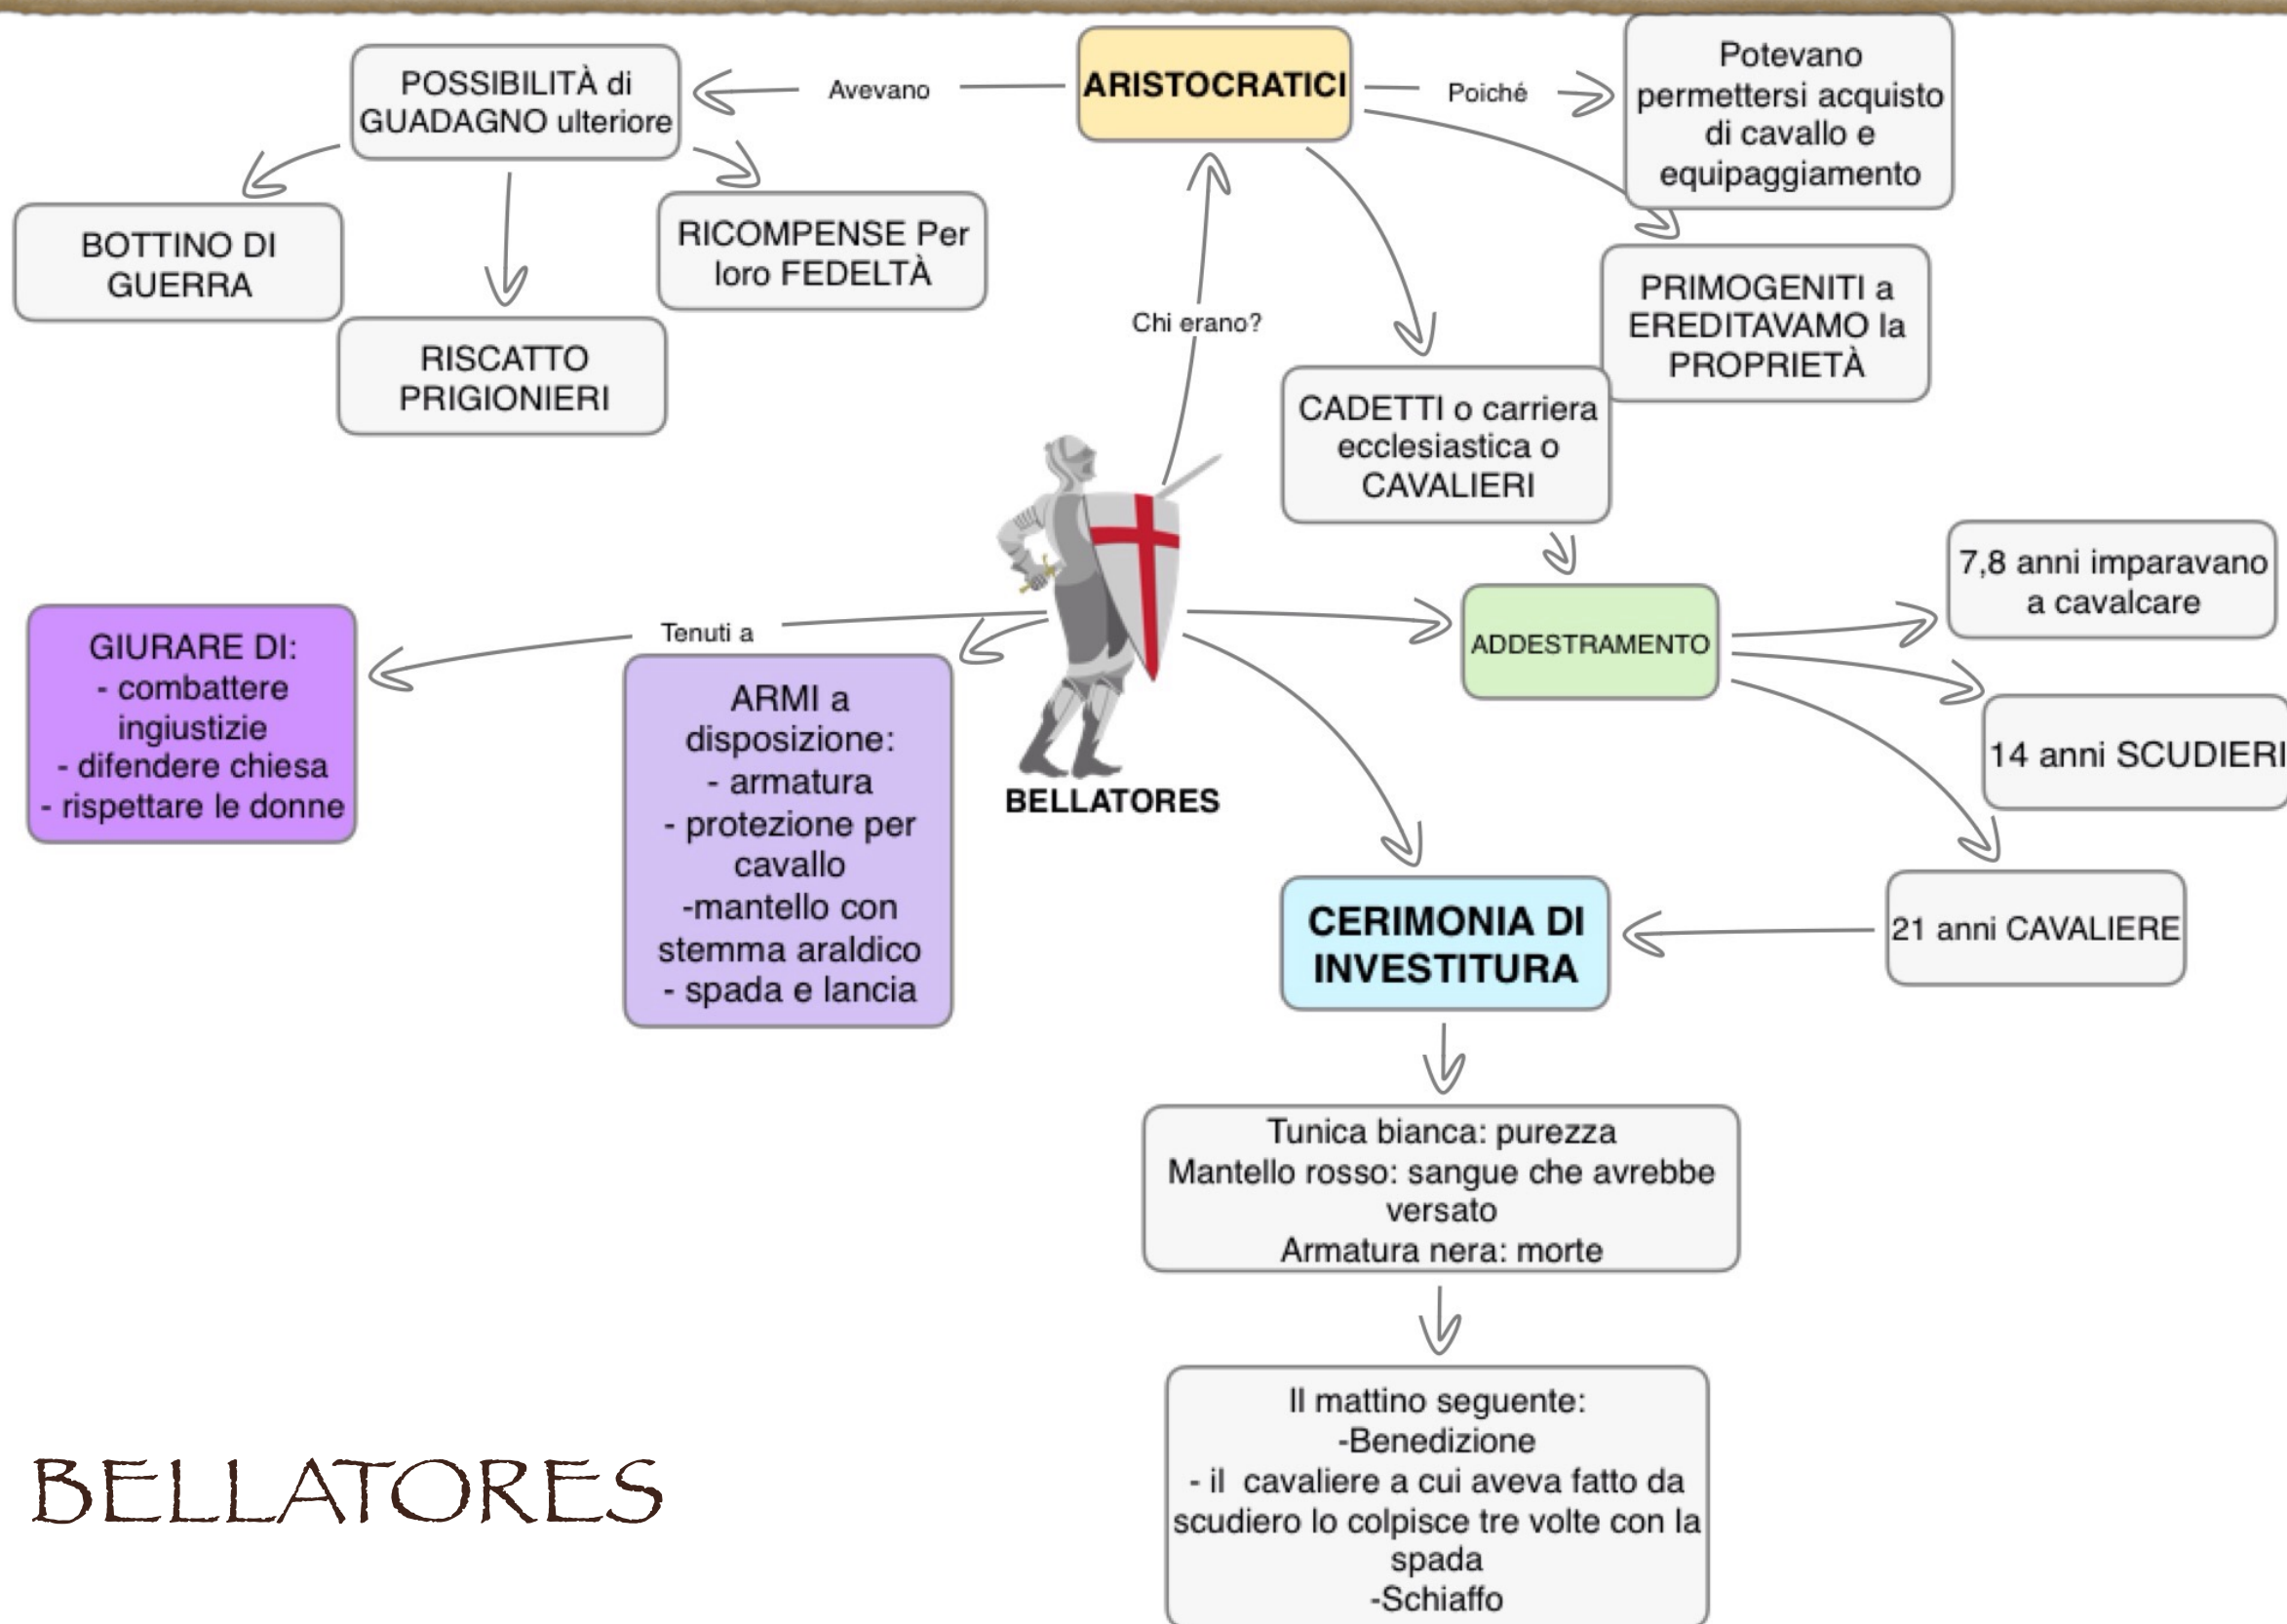 ARISTOCRATICI
Avevano
POSSIBILITÀ di
GUADAGNO ulteriore
BOTTINO DI
GUERRA
RISCATTO
PRIGIONIERI
RICOMPENSE Per
loro FEDELTÀ
Poiché
Potevano
permettersi acquisto
di cavallo e
equipaggiamento
PRIMOGENITI a
EREDITAVAMO la
PROPRIETÀ
Chi erano?
CADETTI o carriera
ecclesiastica o
CAVALIERI
ADDESTRAMENTO
7,8 anni imparavano
a cavalcare
14 anni SCUDIERI
21 anni CAVALIERE
Tenuti a
GIURARE DI:
- combattere
ingiustizie
- difendere chiesa
- rispettare le donne
ARMI a
disposizione:
- armatura
- protezione per
cavallo
-mantello con
stemma araldico
- spada e lancia
BELLATORES
CERIMONIA DI
INVESTITURA
Tunica bianca: purezza
Mantello rosso: sangue che avrebbe
versato
Armatura nera: morte
Il mattino seguente:
-Benedizione
- il  cavaliere a cui aveva fatto da
scudiero lo colpisce tre volte con la
spada
-Schiaffo
BELLATORES